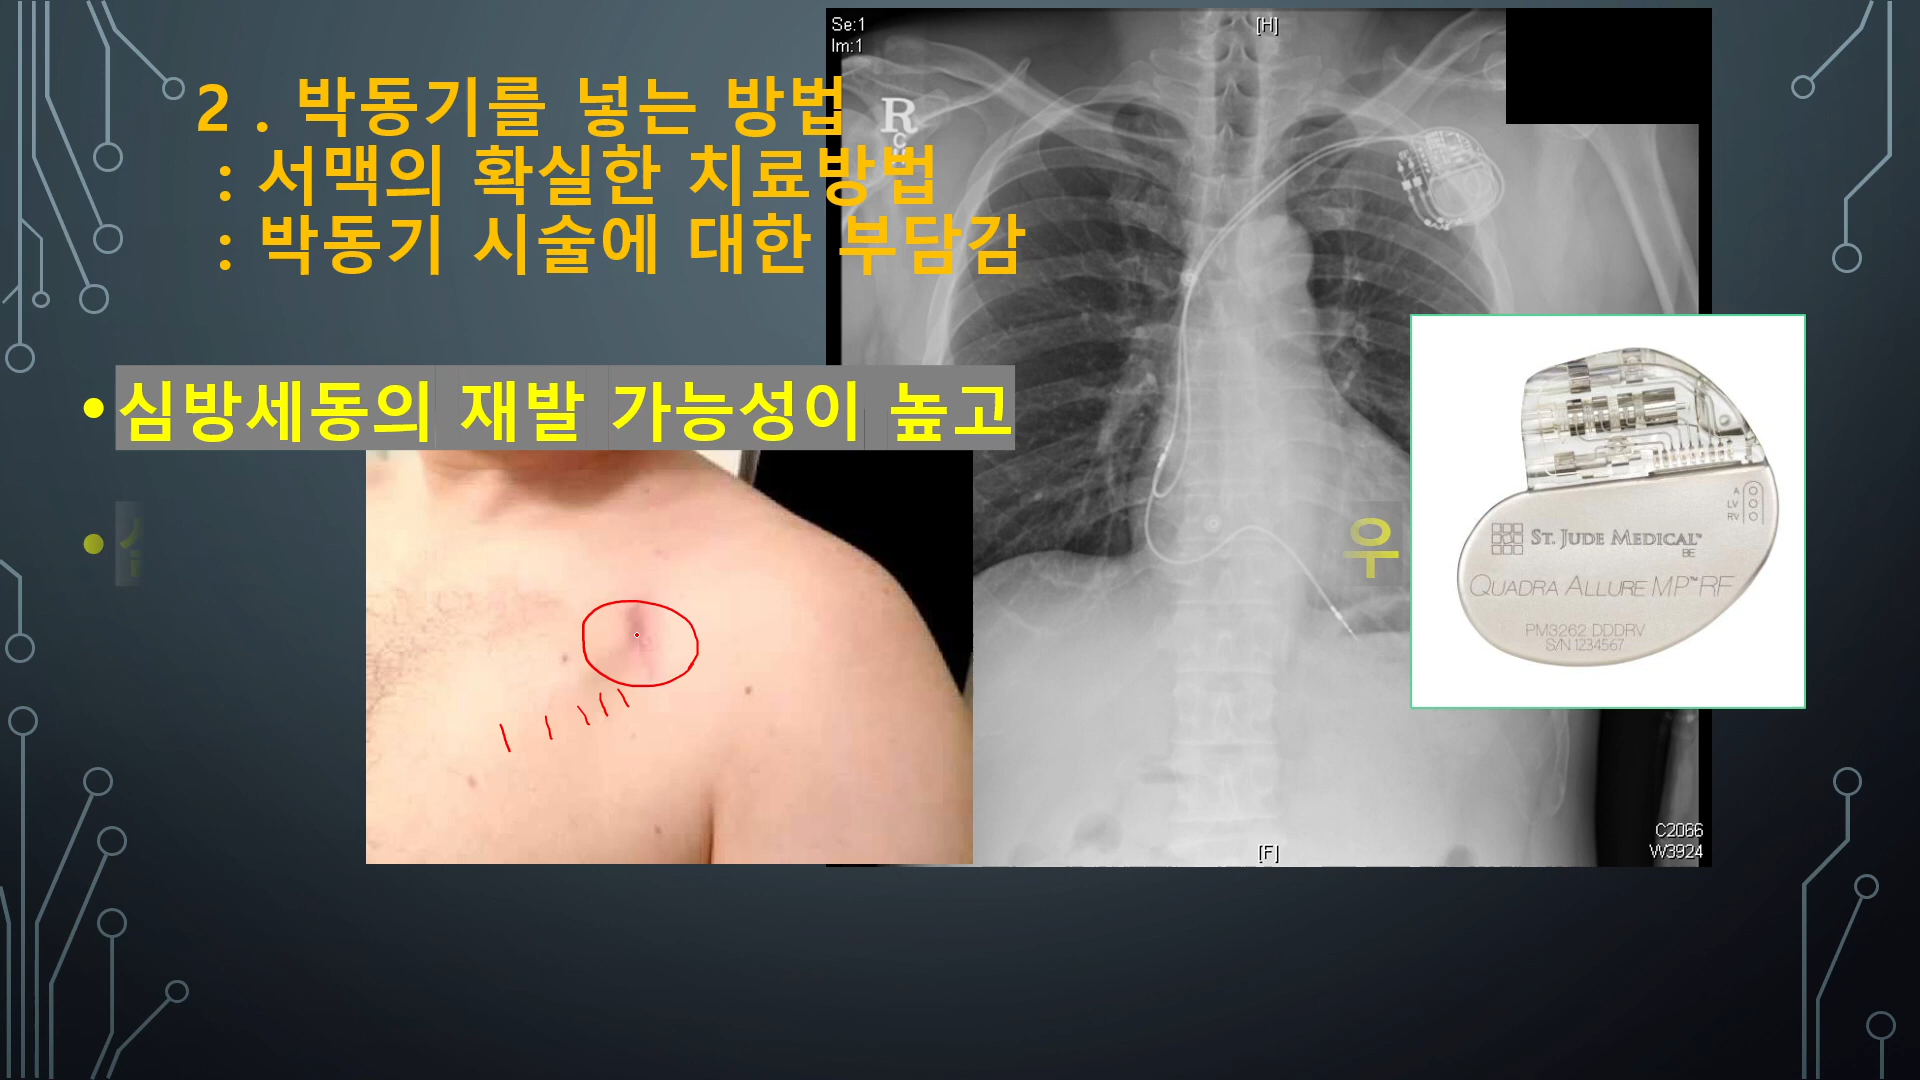 2 . 박동기를 넣는 방법
: 서맥의 확실한 치료방법
: 박동기 시술에 대한 부담감
•심방세동의 재발 가능성이 높고
•
우
Se:1
Im:1
[H]
R
C
[F]
C2066
W3924
A
LV
RV
ST. JUDE MEDICAL™
BE
QUADRA ALLURE MP™ RF
PM3262 DDDRV
S/N 1234567